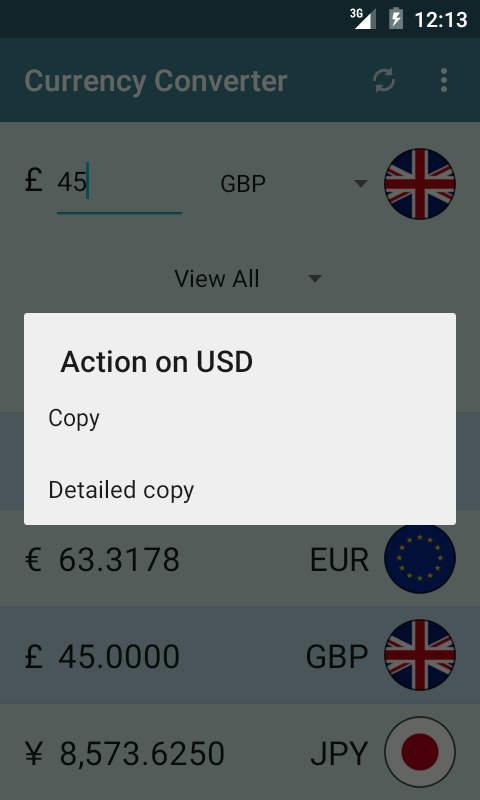 3G 12:13
Currency Converter
£ 45 GBP
View All
Action on USD
Copy
Detailed copy
€ 63.3178 EUR
£ 45.0000 GBP
¥ 8,573.6250 JPY